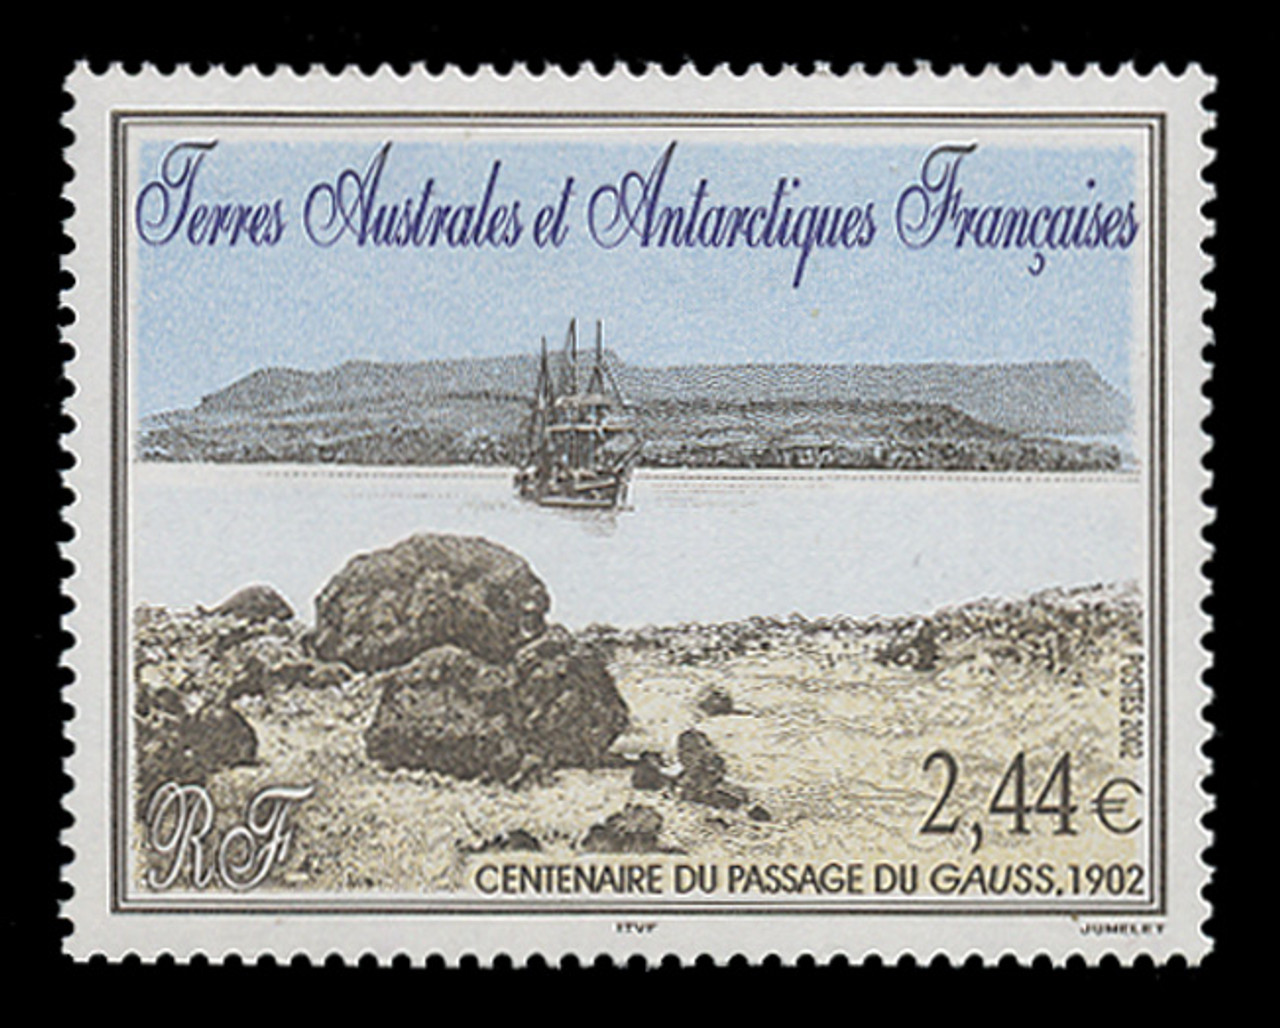 Terres Australes et Antarctiques Françaises
POSTES 2002
2,44 €
RF
CENTENAIRE DU PASSAGE DU GAUSS, 1902
ITVF
JUMELET